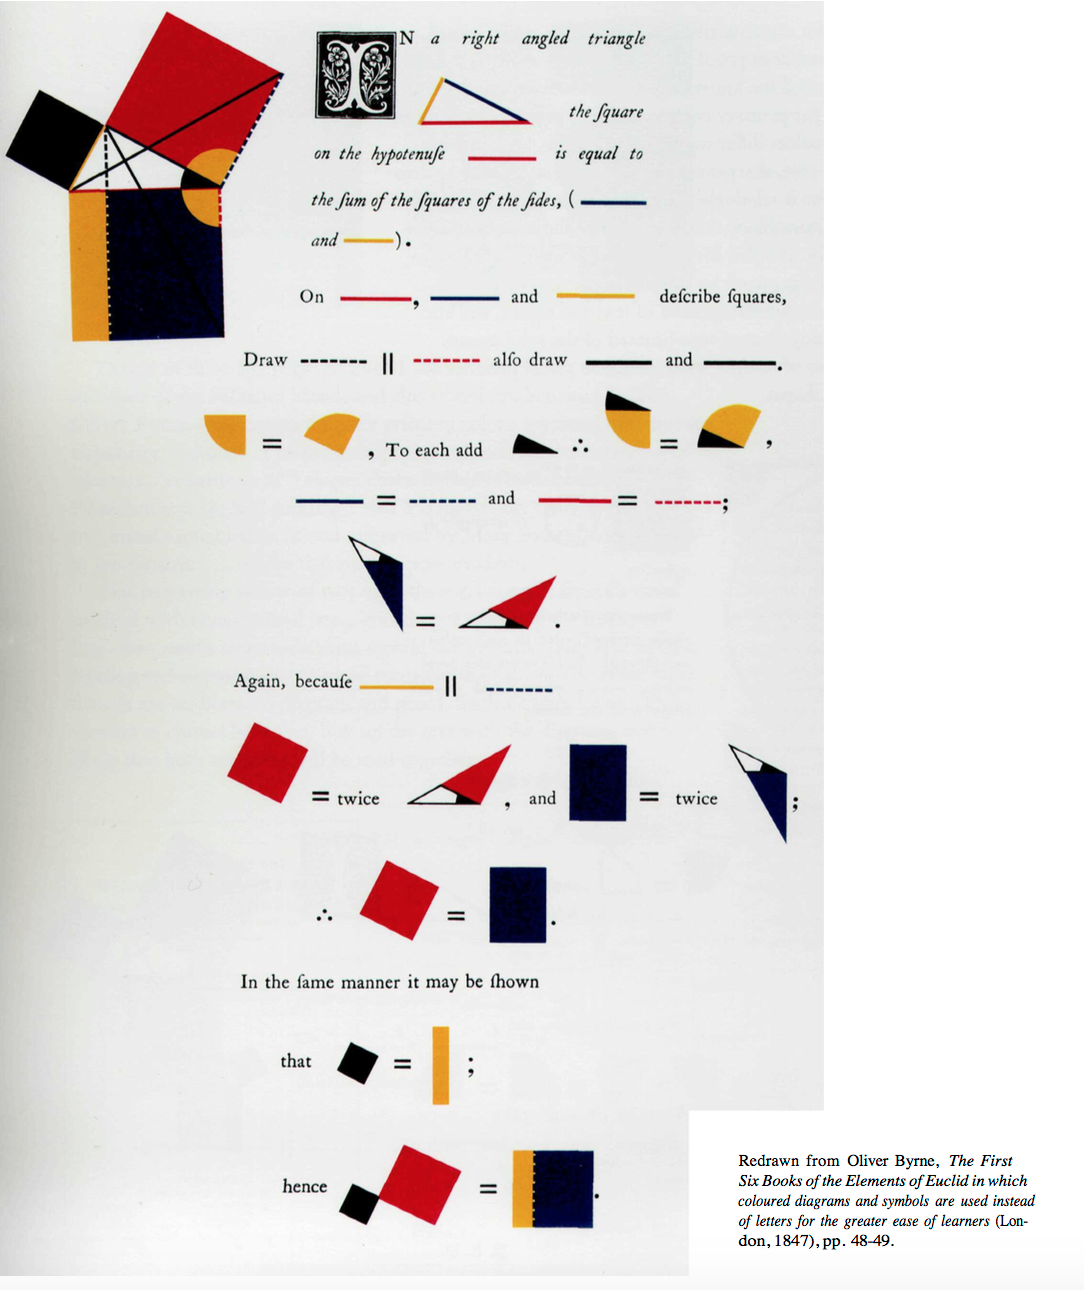 IN a right angled triangle
the ſquare
on the hypotenuſe is equal to
the ſum of the ſquares of the ſides, (
and ).
On , and deſcribe ſquares,
Draw || alſo draw and .
= , To each add ∴ = ,
= and = ;
= .
Again, becauſe ||
= twice , and = twice ;
∴ = .
In the ſame manner it may be ſhown
that = ;
hence = .
Redrawn from Oliver Byrne, The First
Six Books of the Elements of Euclid in which
coloured diagrams and symbols are used instead
of letters for the greater ease of learners (Lon-
don, 1847), pp. 48-49.